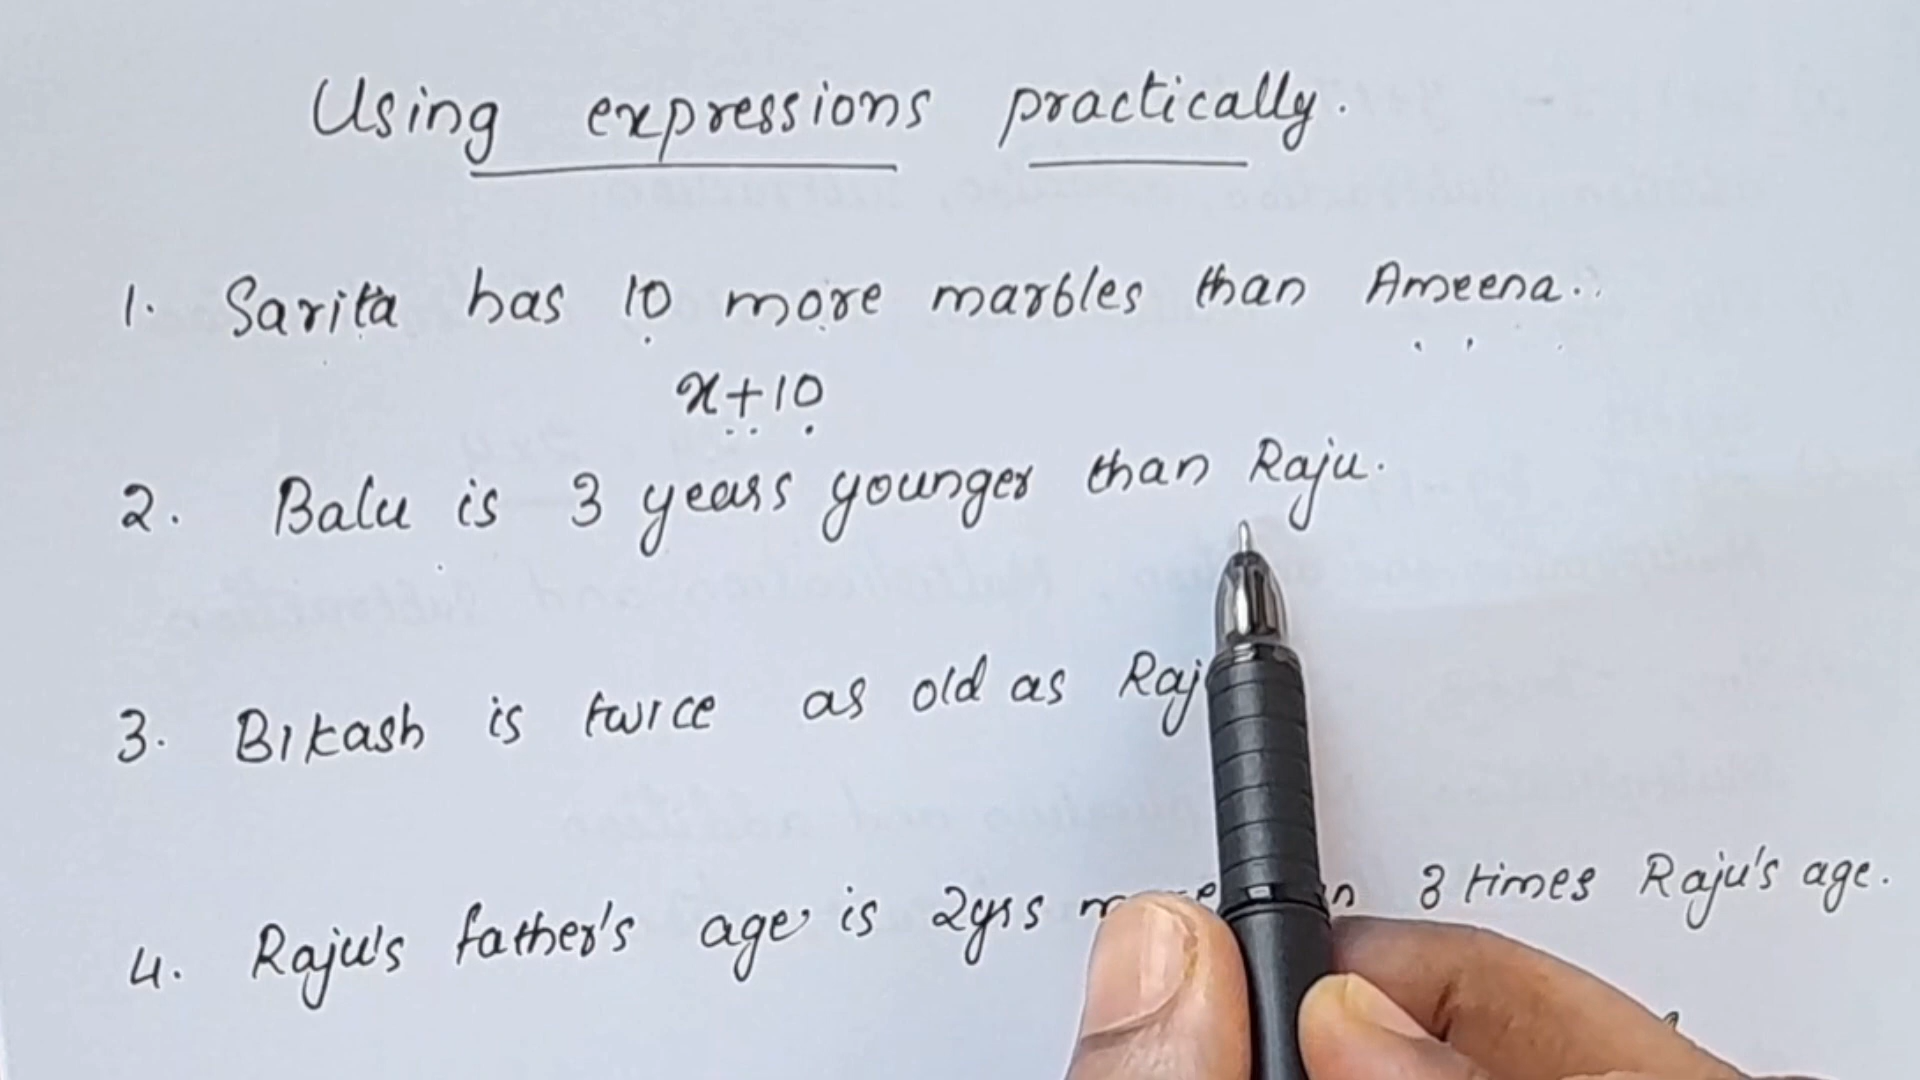 Using expressions practically.
1. Sarita has 10 more marbles than Ameena.
x+10
2. Balu is 3 years younger than Raju.
3. Bikash is twice as old as Raj
4. Raju's father's age is 2yrs 3 times Raju's age.